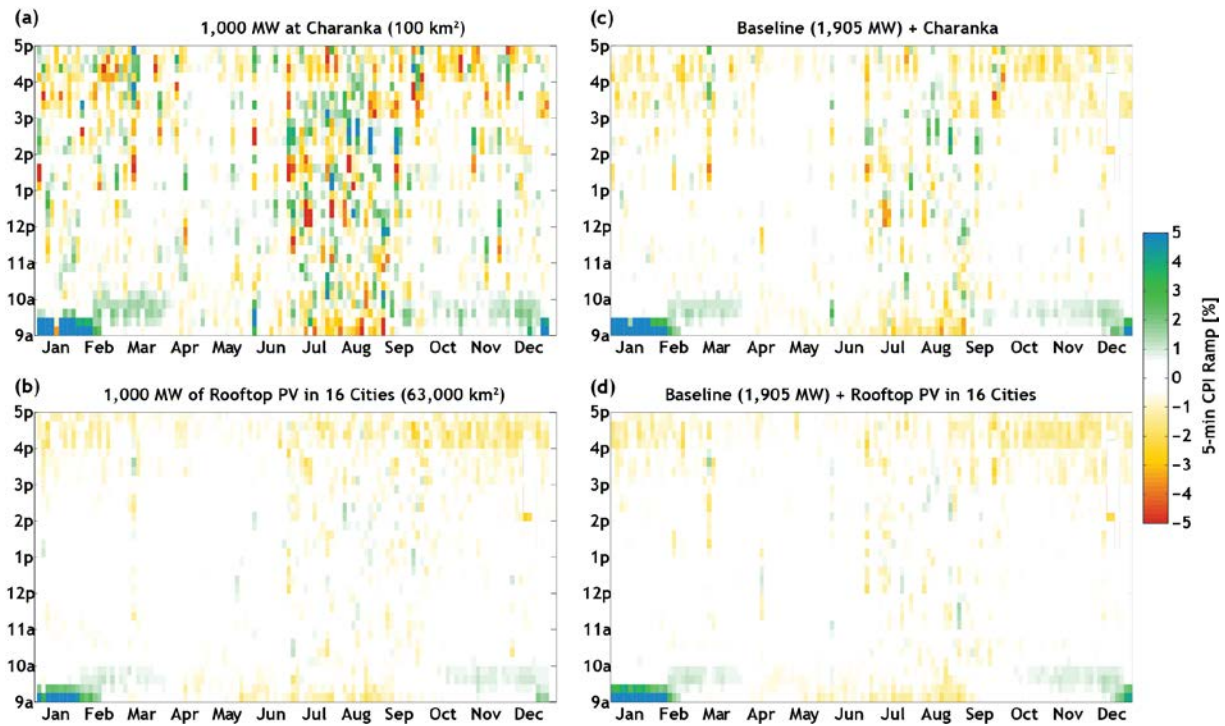 (a)
1,000 MW at Charanka (100 km²)
5p
4p
3p
2p
1p
12p
11a
10a
9a
Jan Feb Mar Apr May Jun Jul Aug Sep Oct Nov Dec
(c)
Baseline (1,905 MW) + Charanka
5p
4p
3p
2p
1p
12p
11a
10a
9a
Jan Feb Mar Apr May Jun Jul Aug Sep Oct Nov Dec
(b)
1,000 MW of Rooftop PV in 16 Cities (63,000 km²)
5p
4p
3p
2p
1p
12p
11a
10a
9a
Jan Feb Mar Apr May Jun Jul Aug Sep Oct Nov Dec
(d)
Baseline (1,905 MW) + Rooftop PV in 16 Cities
5p
4p
3p
2p
1p
12p
11a
10a
9a
Jan Feb Mar Apr May Jun Jul Aug Sep Oct Nov Dec
5
4
3
2
1
0
-1
-2
-3
-4
-5
5-min CPI Ramp [%]